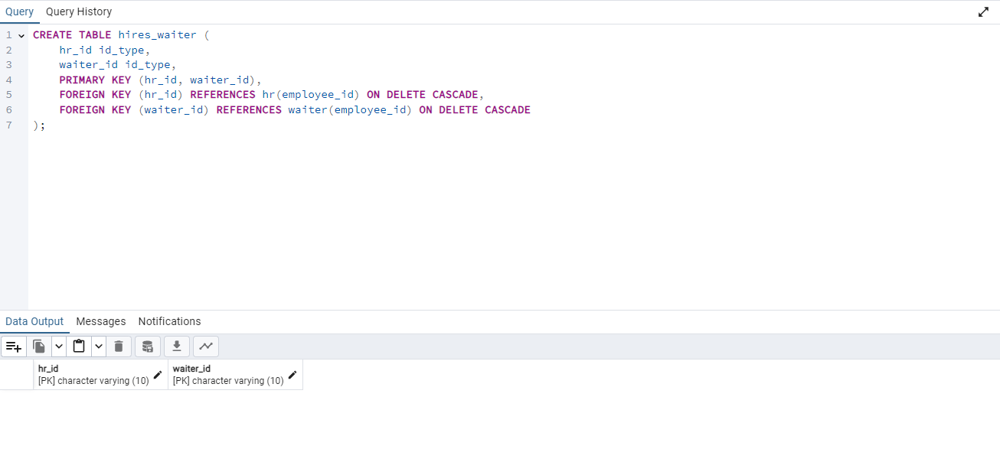 Query Query History
1 CREATE TABLE hires_waiter (
2 hr_id id_type,
3 waiter_id id_type,
4 PRIMARY KEY (hr_id, waiter_id),
5 FOREIGN KEY (hr_id) REFERENCES hr(employee_id) ON DELETE CASCADE,
6 FOREIGN KEY (waiter_id) REFERENCES waiter(employee_id) ON DELETE CASCADE
7 );
Data Output Messages Notifications
hr_id waiter_id
[PK] character varying (10) [PK] character varying (10)